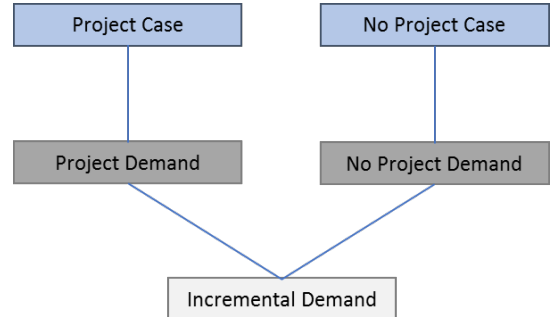 Project Case
No Project Case
Project Demand
No Project Demand
Incremental Demand